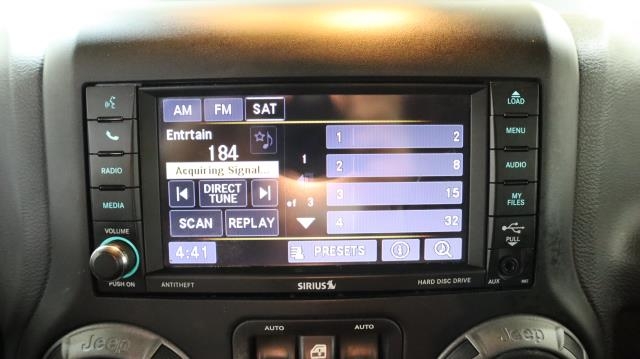 AM FM SAT
LOAD
Entrtain
184
1 2
MENU
Acquiring Signal...
1
2 8
RADIO
DIRECT TUNE
AUDIO
of 3
3 15
MEDIA
MY FILES
SCAN REPLAY
4 32
VOLUME
PULL
4:41
PRESETS
PUSH ON
ANTITHEFT
SIRIUS
HARD DISC DRIVE
AUX
Jeep
AUTO
AUTO
Jeep